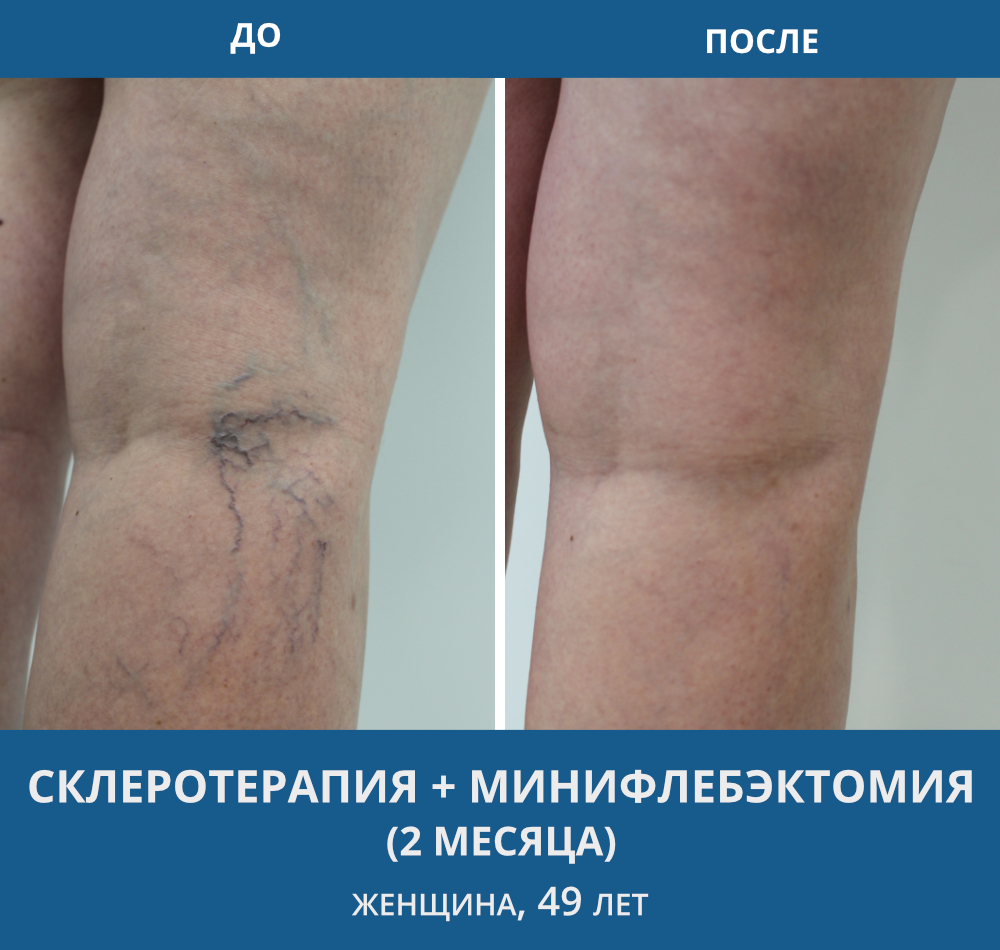 ДО
ПОСЛЕ
СКЛЕРОТЕРАПИЯ + МИНИФЛЕБЭКТОМИЯ
(2 МЕСЯЦА)
ЖЕНЩИНА, 49 ЛЕТ